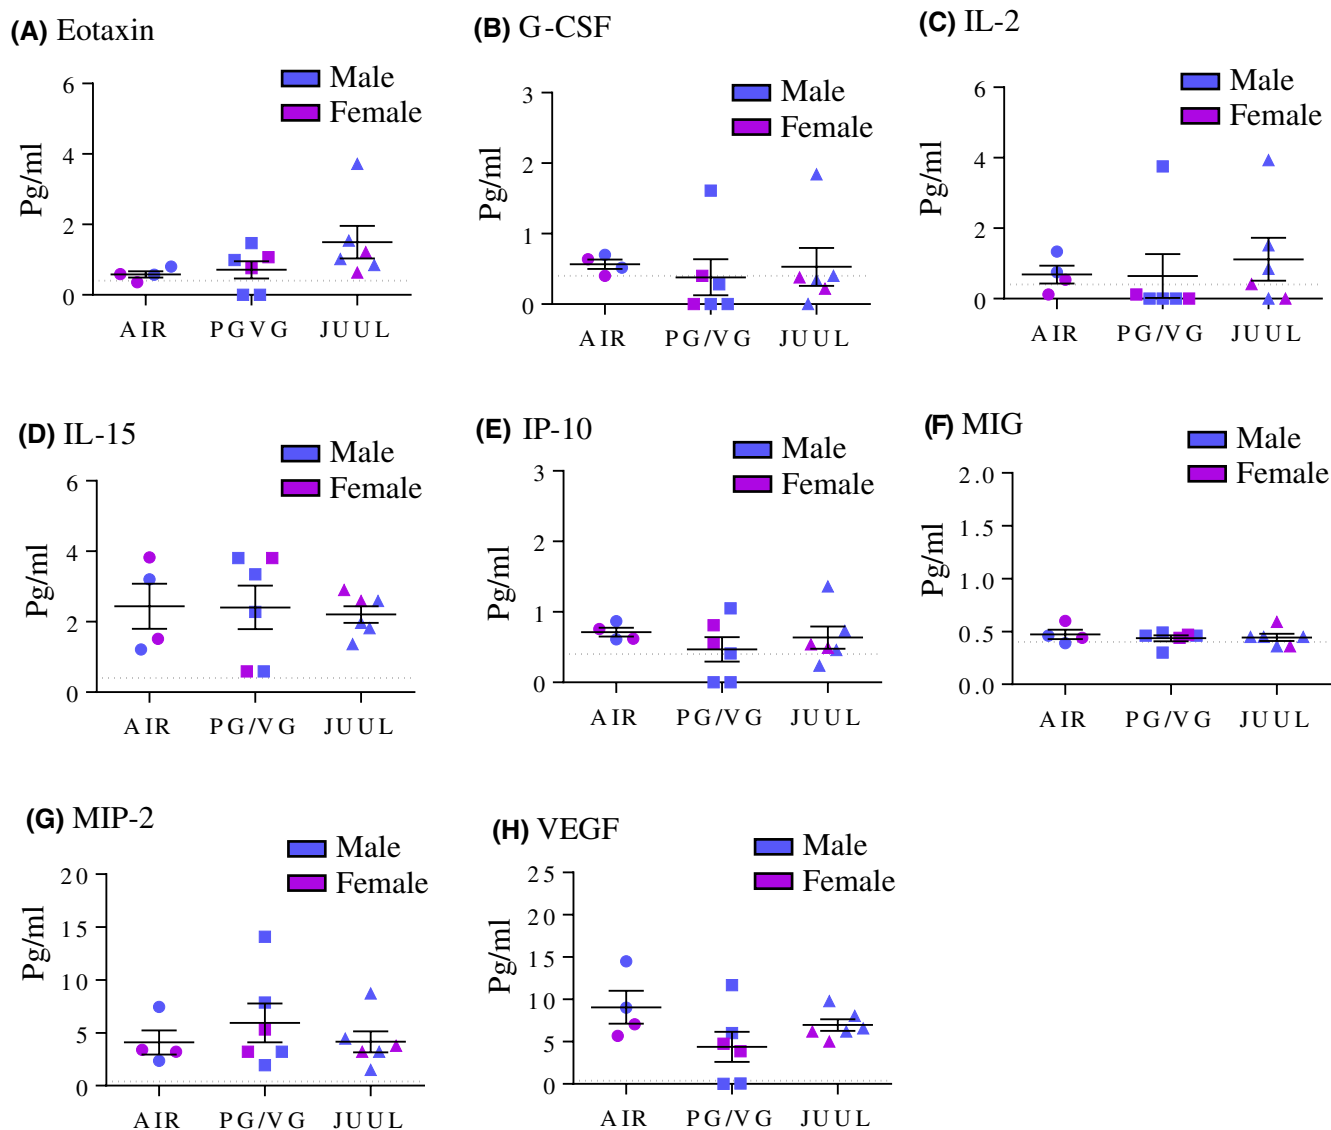 (A) Eotaxin
Male
Female
Pg/ml
6
4
2
0
AIR PGVG JUUL
(B) G-CSF
Male
Female
Pg/ml
3
2
1
0
AIR PG/VG JUUL
(C) IL-2
Male
Female
Pg/ml
6
4
2
0
AIR PG/VG JUUL
(D) IL-15
Male
Female
Pg/ml
6
4
2
0
AIR PG/VG JUUL
(E) IP-10
Male
Female
Pg/ml
3
2
1
0
AIR PG/VG JUUL
(F) MIG
Male
Female
Pg/ml
2.0
1.5
1.0
0.5
0.0
AIR PG/VG JUUL
(G) MIP-2
Male
Female
Pg/ml
20
15
10
5
0
AIR PG/VG JUUL
(H) VEGF
Male
Female
Pg/ml
25
20
15
10
5
0
AIR PG/VG JUUL